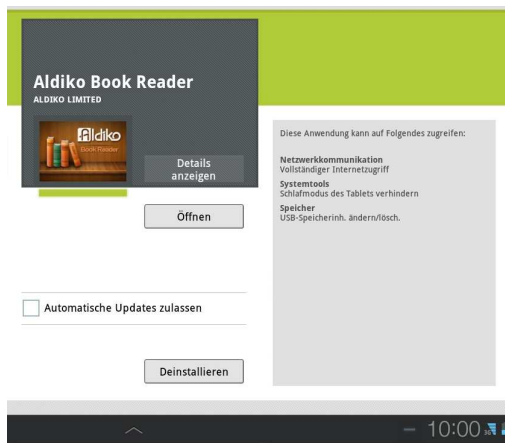 Aldiko Book Reader
ALDIKO LIMITED
Aldiko
Book Reader
Details
anzeigen
Öffnen
Automatische Updates zulassen
Deinstallieren
Diese Anwendung kann auf Folgendes zugreifen:
Netzwerkkommunikation
Vollständiger Internetzugriff
Systemtools
Schlafmodus des Tablets verhindern
Speicher
USB-Speicherinh. ändern/lösch.
10:00
3G